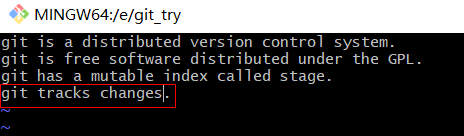 MINGW64:/e/git_try
git is a distributed version control system.
git is free software distributed under the GPL.
git has a mutable index called stage.
git tracks changes.
~
~